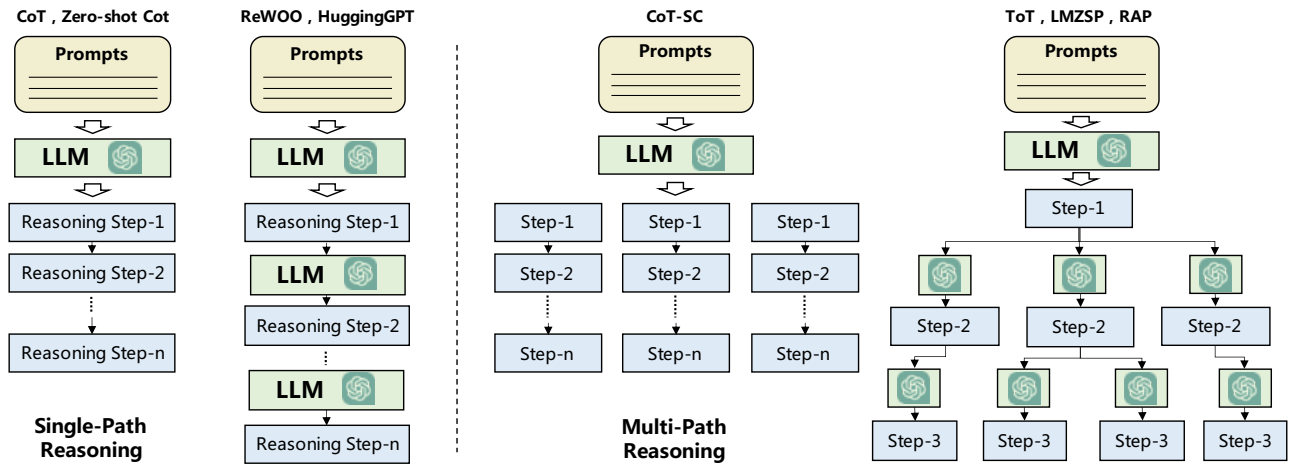 CoT , Zero-shot Cot
Prompts
LLM
Reasoning Step-1
Reasoning Step-2
Reasoning Step-n
ReWOO , HuggingGPT
Prompts
LLM
Reasoning Step-1
LLM
Reasoning Step-2
LLM
Reasoning Step-n
Single-Path
Reasoning
CoT-SC
Prompts
LLM
Step-1 Step-1 Step-1
Step-2 Step-2 Step-2
Step-n Step-n Step-n
Multi-Path
Reasoning
ToT , LMZSP , RAP
Prompts
LLM
Step-1
Step-2 Step-2 Step-2
Step-3 Step-3 Step-3 Step-3